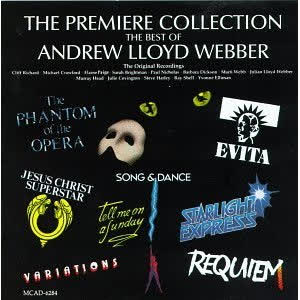 THE PREMIERE COLLECTION
THE BEST OF
ANDREW LLOYD WEBBER
The Original Recordings
Cliff Richard · Michael Crawford · Elaine Paige · Sarah Brightman · Paul Nicholas · Barbara Dickson · Marti Webb · Julian Lloyd Webber
Murray Head · Julie Covington · Steve Harley · Ray Shell · Yvonne Elliman
The
PHANTOM
of the
OPERA
EVITA
JESUS CHRIST
SUPERSTAR
SONG & DANCE
Tell me on
a Sunday
STARLIGHT
EXPRESS
VARIATIONS
REQUIEM
MCAD-6284